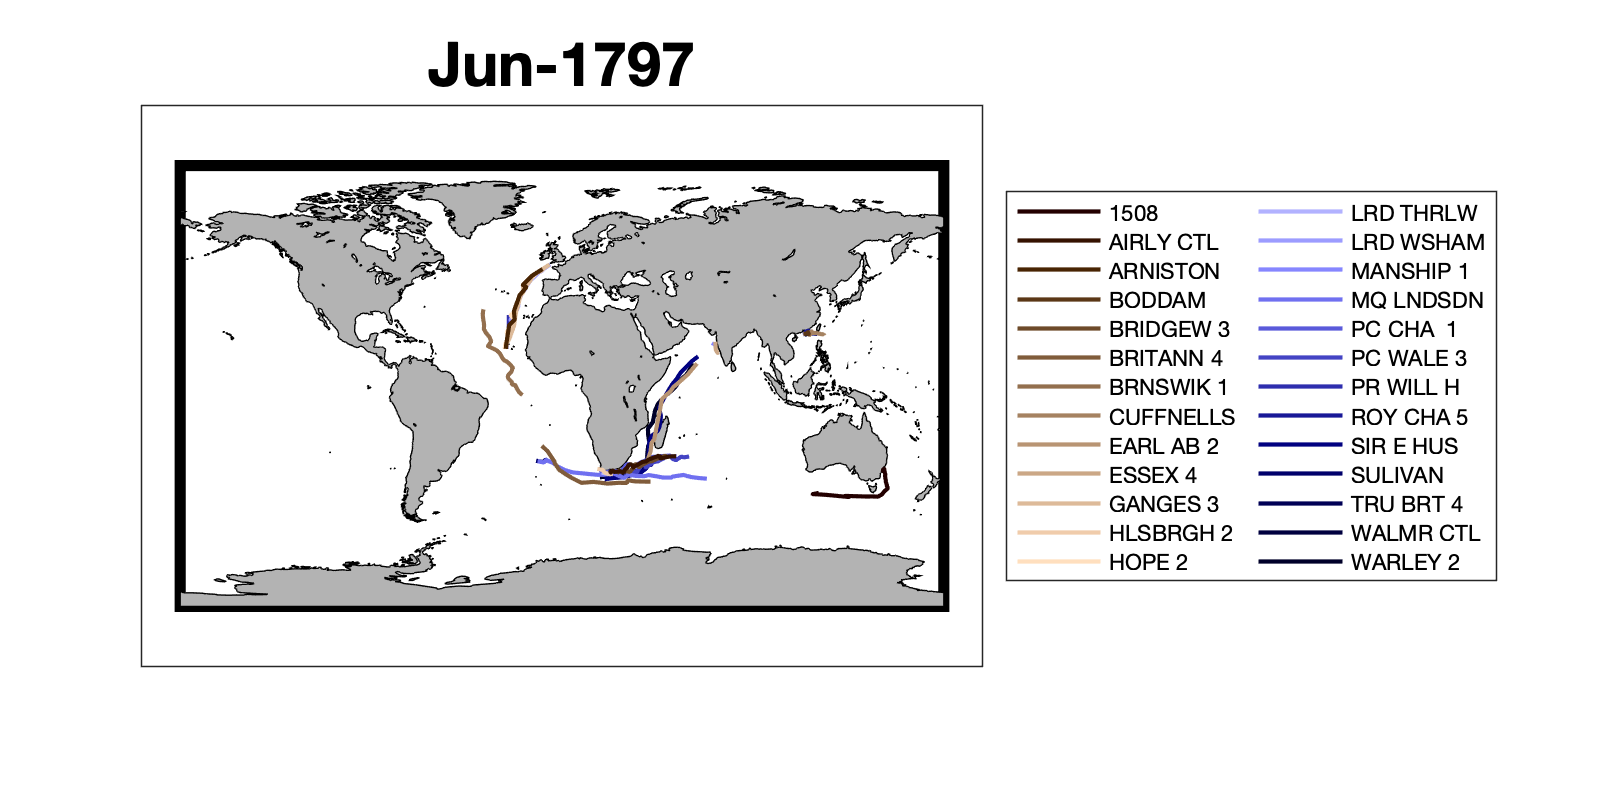 Jun-1797
1508
AIRLY CTL
ARNISTON
BODDAM
BRIDGEW 3
BRITANN 4
BRNSWIK 1
CUFFNELLS
EARL AB 2
ESSEX 4
GANGES 3
HLSBRGH 2
HOPE 2
LRD THRLW
LRD WSHAM
MANSHIP 1
MQ LNDSDN
PC CHA  1
PC WALE 3
PR WILL H
ROY CHA 5
SIR E HUS
SULIVAN
TRU BRT 4
WALMR CTL
WARLEY 2